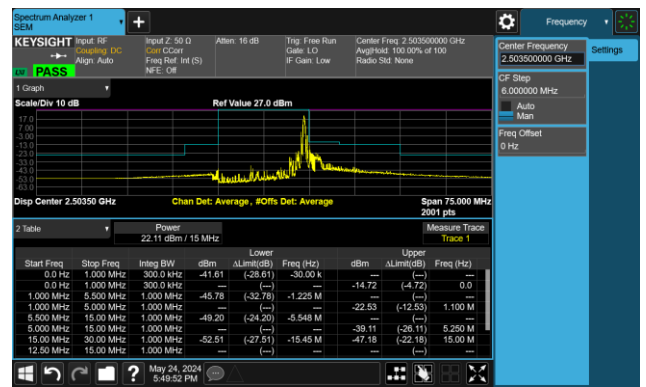 Spectrum Analyzer 1
SEM
+
Frequency
KEYSIGHT Input: RF Input Z: 50 Ω Atten: 16 dB Trig: Free Run Center Freq: 2.503500000 GHz
Coupling: DC Corr CCorr Gate: LO Avg|Hold: 100.00% of 100
Align: Auto Freq Ref: Int (S) IF Gain: Low Radio Std: None
NFE: Off
PASS
Center Frequency
2.503500000 GHz
Settings
CF Step
6.000000 MHz
Auto
Man
Freq Offset
0 Hz
1 Graph
Scale/Div 10 dB Ref Value 27.0 dBm
17.0
7.00
-3.00
-13.0
-23.0
-33.0
-43.0
-53.0
-63.0
Disp Center 2.50350 GHz Chan Det: Average, #Offs Det: Average Span 75.000 MHz
2001 pts
2 Table Power Measure Trace
22.11 dBm / 15 MHz Trace 1
Lower Upper
Start Freq Stop Freq Integ BW dBm ΔLimit(dB) Freq (Hz) dBm ΔLimit(dB) Freq (Hz)
0.0 Hz 1.000 MHz 300.0 kHz -41.61 (-28.61) -30.00 k --- (---) ---
0.0 Hz 1.000 MHz 300.0 kHz --- (---) --- -14.72 (-4.72) 0.0
1.000 MHz 5.500 MHz 1.000 MHz -45.78 (-32.78) -1.225 M --- (---) ---
1.000 MHz 5.000 MHz 1.000 MHz --- (---) --- -22.53 (-12.53) 1.100 M
5.500 MHz 15.00 MHz 1.000 MHz -49.20 (-24.20) -5.548 M --- (---) ---
5.000 MHz 15.00 MHz 1.000 MHz --- (---) --- -39.11 (-26.11) 5.250 M
15.00 MHz 30.00 MHz 1.000 MHz -52.51 (-27.51) -15.45 M -47.18 (-22.18) 15.00 M
12.50 MHz 15.00 MHz 1.000 MHz --- (---) --- --- (---) ---
? May 24, 2024
5:49:52 PM